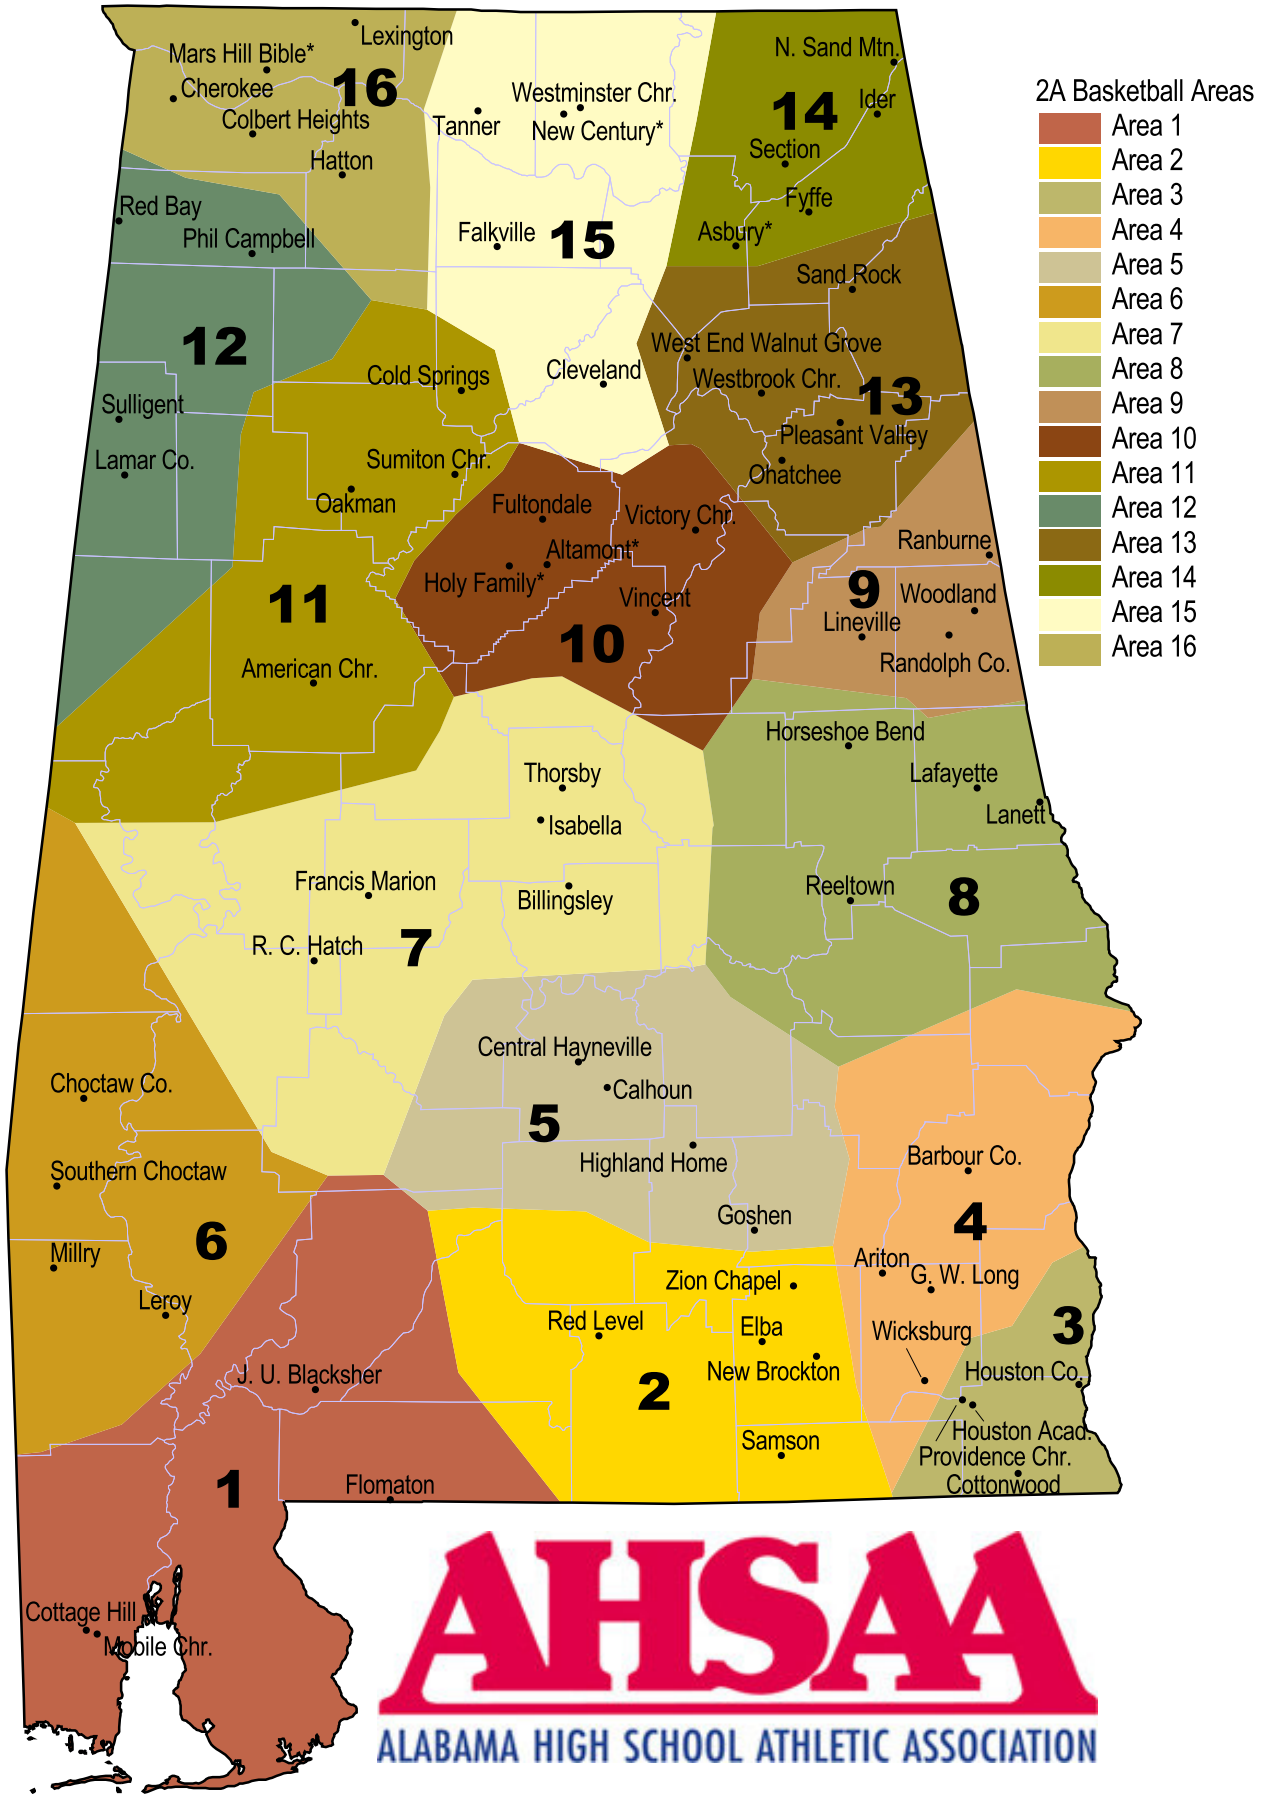 Lexington
Mars Hill Bible*
Cherokee
16
Colbert Heights
Hatton
Westminster Chr.
Tanner
New Century*
Falkville
15
Cleveland
N. Sand Mtn.
14
Ider
Section
Fyffe
Asbury*
Red Bay
Phil Campbell
12
Sulligent
Lamar Co.
Cold Springs
Sumiton Chr.
Oakman
11
American Chr.
Sand Rock
West End Walnut Grove
Westbrook Chr.
13
Pleasant Valley
Ohatchee
Fultondale
Victory Chr.
Altamont*
Holy Family*
Vincent
10
Ranburne
9
Woodland
Lineville
Randolph Co.
Horseshoe Bend
Lafayette
Lanett
Reeltown
8
Thorsby
Isabella
Francis Marion
Billingsley
R. C. Hatch
7
Central Hayneville
Calhoun
5
Highland Home
Goshen
Choctaw Co.
Southern Choctaw
6
Millry
Leroy
Barbour Co.
4
Ariton
G. W. Long
Wicksburg
3
Houston Co.
Houston Acad.
Providence Chr.
Cottonwood
Zion Chapel
Red Level
Elba
New Brockton
2
Samson
J. U. Blacksher
1
Flomaton
Cottage Hill
Mobile Chr.
2A Basketball Areas
Area 1
Area 2
Area 3
Area 4
Area 5
Area 6
Area 7
Area 8
Area 9
Area 10
Area 11
Area 12
Area 13
Area 14
Area 15
Area 16
AHSAA
ALABAMA HIGH SCHOOL ATHLETIC ASSOCIATION